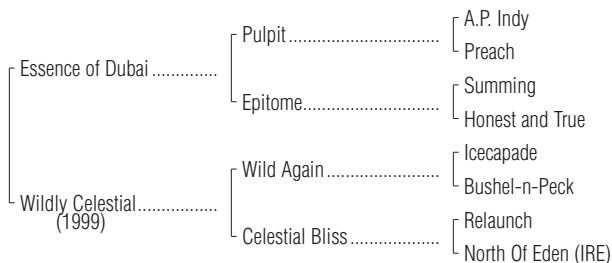 A.P. Indy
Pulpit........................................
Preach
Essence of Dubai ..............
Summing
Epitome....................................
Honest and True
Icecapade
Wild Again ..............................
Bushel-n-Peck
Wildly Celestial.................
(1999)
Relaunch
Celestial Bliss.........................
North Of Eden (IRE)